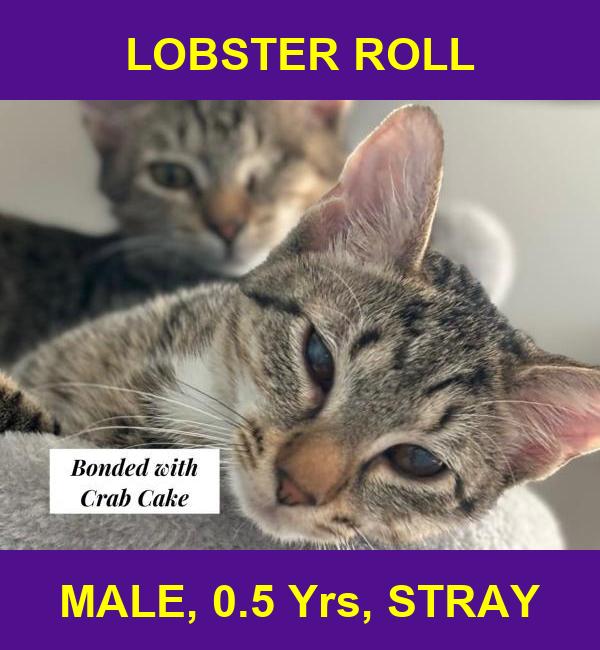 LOBSTER ROLL
Bonded with
Crab Cake
MALE, 0.5 Yrs, STRAY